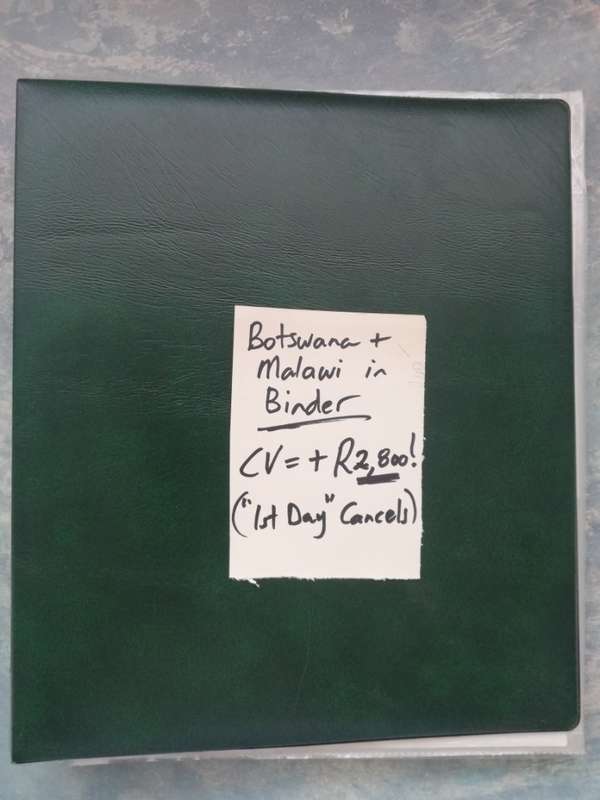 Botswana +
Malawi in
Binder
CV = + R2,800!
("1st Day" Cancels)